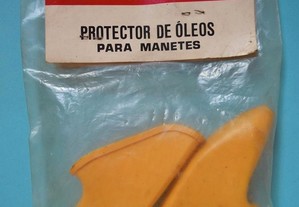 PROTECTOR DE ÓLEOS
PARA MANETES